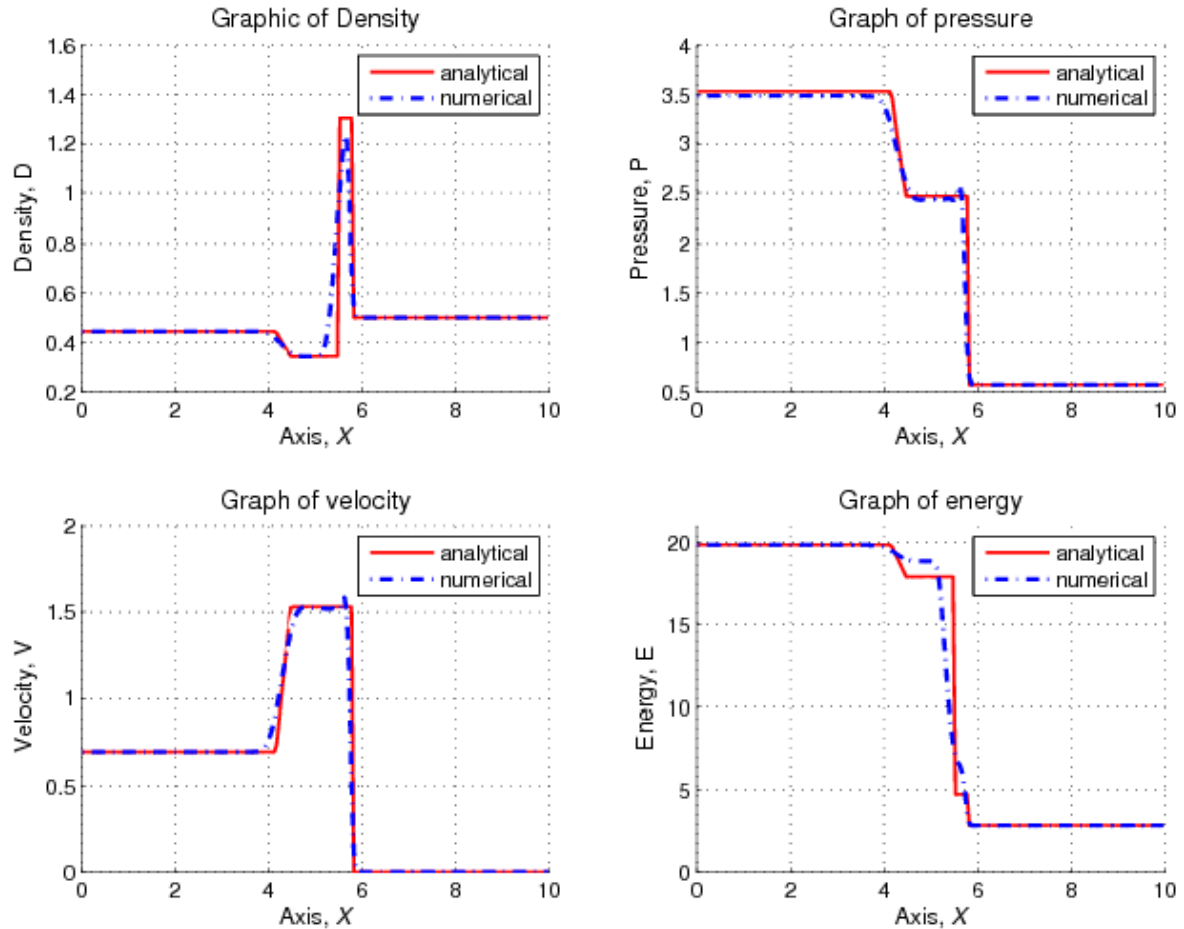 Graphic of Density
1.6
1.4
1.2
1
0.8
0.6
0.4
0.2
Density, D
analytical
numerical
0 2 4 6 8 10
Axis, X
Graph of pressure
4
3.5
3
2.5
2
1.5
1
0.5
Pressure, P
analytical
numerical
0 2 4 6 8 10
Axis, X
Graph of velocity
2
1.5
1
0.5
0
Velocity, V
analytical
numerical
0 2 4 6 8 10
Axis, X
Graph of energy
20
15
10
5
0
Energy, E
analytical
numerical
0 2 4 6 8 10
Axis, X